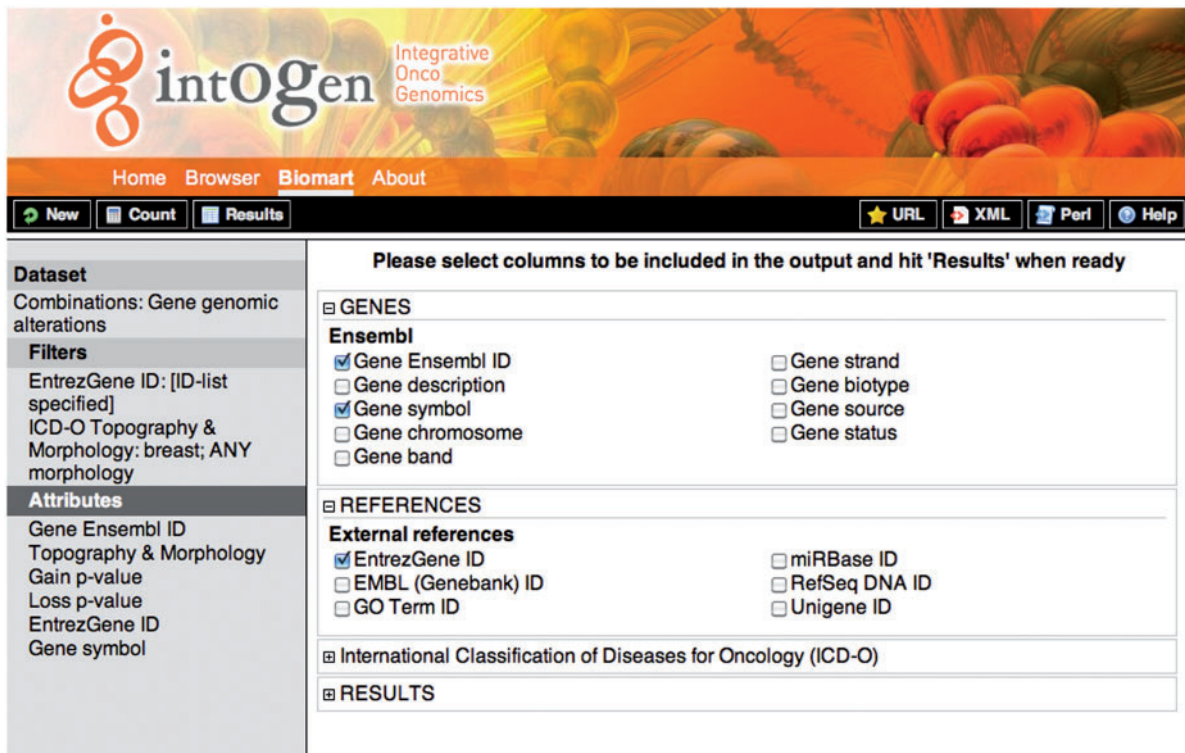 intOgen
Integrative
Onco
Genomics
Home Browser Biomart About
New Count Results URL XML Perl Help
Dataset
Combinations: Gene genomic
alterations
Filters
EntrezGene ID: [ID-list
specified]
ICD-O Topography &
Morphology: breast; ANY
morphology
Attributes
Gene Ensembl ID
Topography & Morphology
Gain p-value
Loss p-value
EntrezGene ID
Gene symbol
Please select columns to be included in the output and hit 'Results' when ready
GENES
Ensembl
Gene Ensembl ID
Gene description
Gene symbol
Gene chromosome
Gene band
Gene strand
Gene biotype
Gene source
Gene status
REFERENCES
External references
EntrezGene ID
EMBL (Genebank) ID
GO Term ID
miRBase ID
RefSeq DNA ID
Unigene ID
International Classification of Diseases for Oncology (ICD-O)
RESULTS